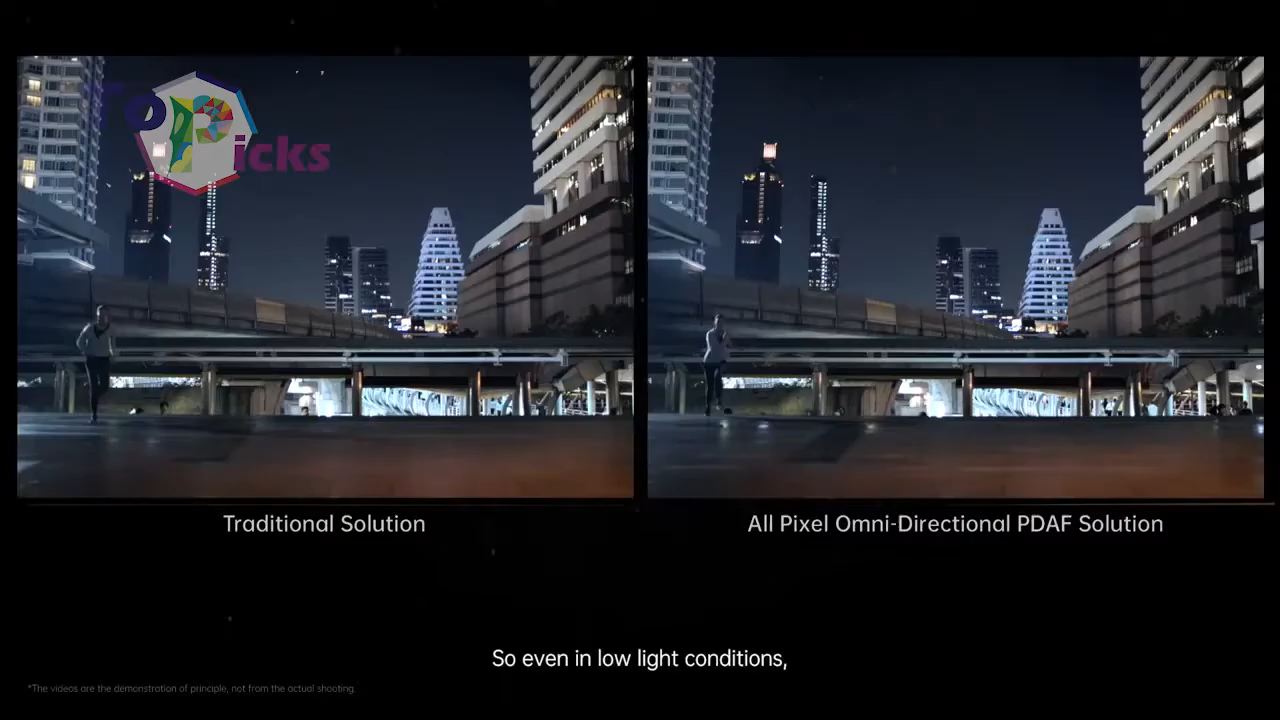 ToPicks
Traditional Solution
All Pixel Omni-Directional PDAF Solution
So even in low light conditions,
*The videos are the demonstration of principle, not from the actual shooting.